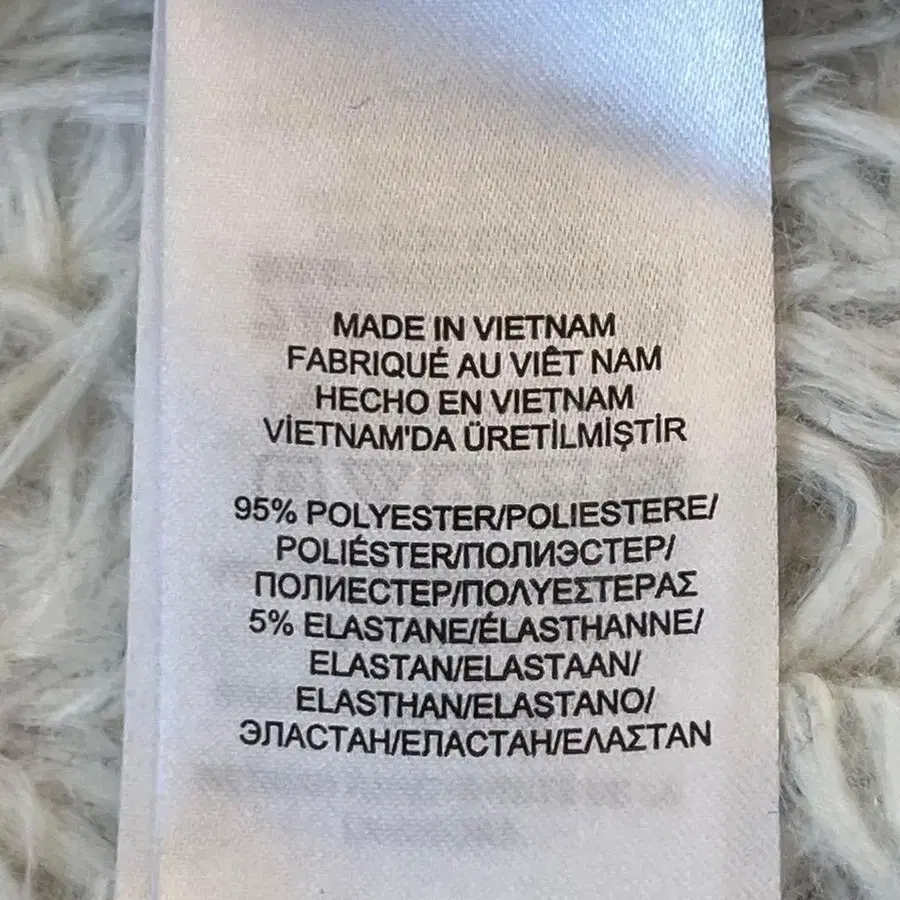 MADE IN VIETNAM
FABRIQUÉ AU VIÊT NAM
HECHO EN VIETNAM
VİETNAM'DA ÜRETİLMİŞTİR
95% POLYESTER/POLIESTERE/
POLIÉSTER/ПОЛИЭСТЕР/
ПОЛИЕСТЕР/ΠΟΛΥΕΣΤΕΡΑΣ
5% ELASTANE/ÉLASTHANNE/
ELASTAN/ELASTAAN/
ELASTHAN/ELASTANO/
ЭЛАСТАН/ЕЛАСТАН/ΕΛΑΣΤΑΝ